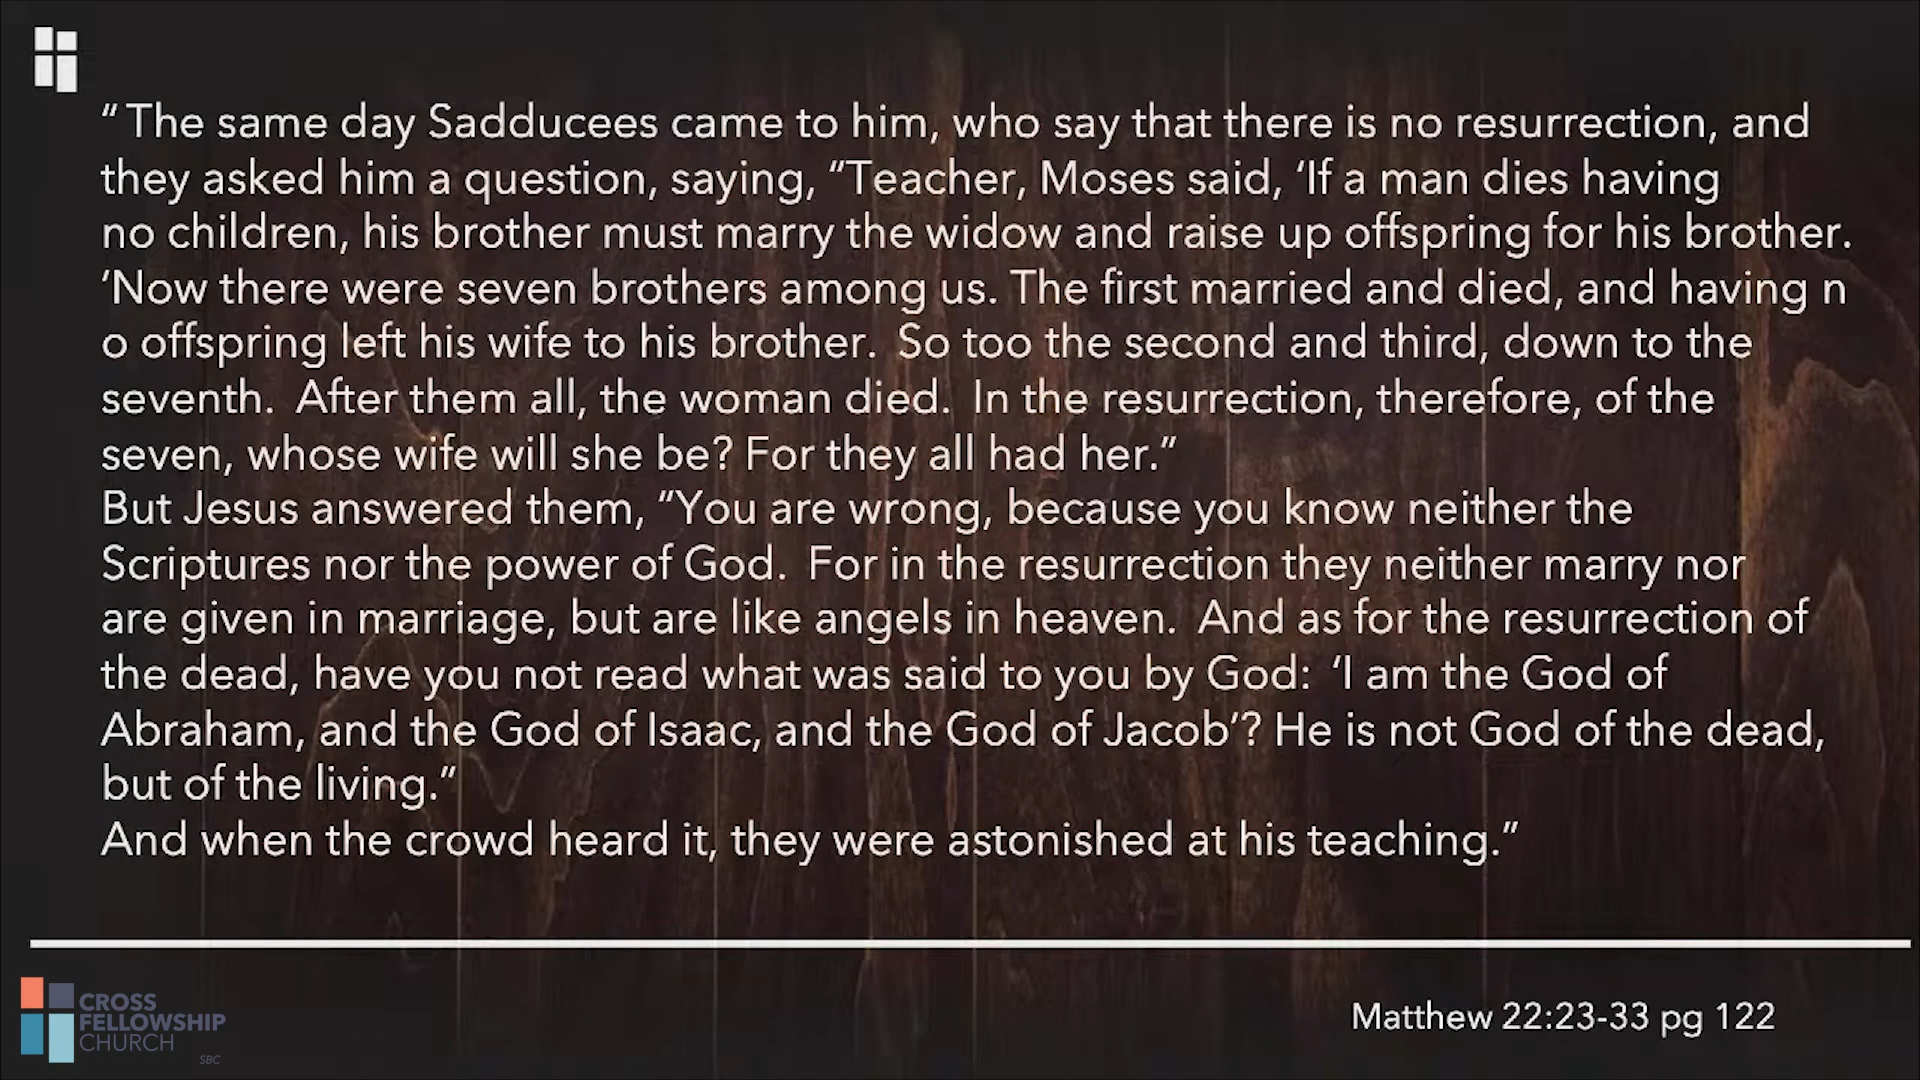 “The same day Sadducees came to him, who say that there is no resurrection, and
they asked him a question, saying, “Teacher, Moses said, ‘If a man dies having
no children, his brother must marry the widow and raise up offspring for his brother.
‘Now there were seven brothers among us. The first married and died, and having n
o offspring left his wife to his brother. So too the second and third, down to the
seventh. After them all, the woman died. In the resurrection, therefore, of the
seven, whose wife will she be? For they all had her.”
But Jesus answered them, “You are wrong, because you know neither the
Scriptures nor the power of God. For in the resurrection they neither marry nor
are given in marriage, but are like angels in heaven. And as for the resurrection of
the dead, have you not read what was said to you by God: ‘I am the God of
Abraham, and the God of Isaac, and the God of Jacob’? He is not God of the dead,
but of the living.”
And when the crowd heard it, they were astonished at his teaching.”
Matthew 22:23-33 pg 122
CROSS
FELLOWSHIP
CHURCH
SBC